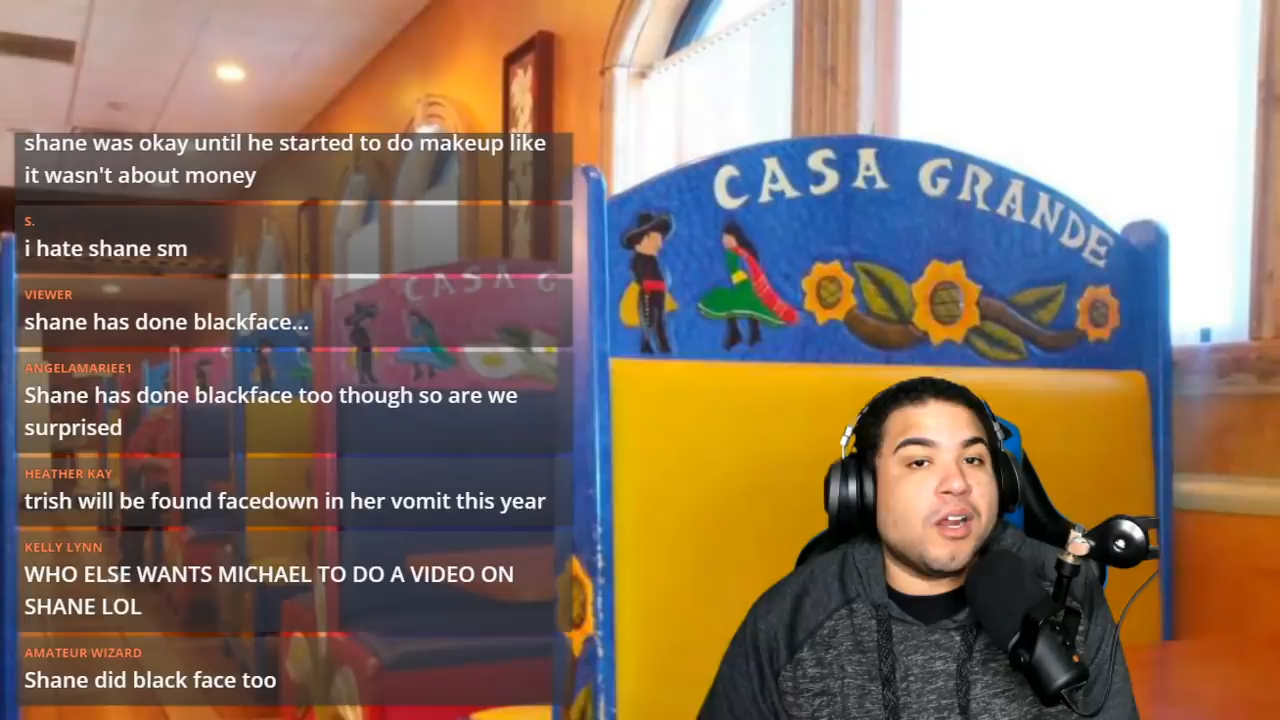 shane was okay until he started to do makeup like
it wasn't about money
S.
i hate shane sm
VIEWER
shane has done blackface...
ANGELAMARIEE1
Shane has done blackface too though so are we
surprised
HEATHER KAY
trish will be found facedown in her vomit this year
KELLY LYNN
WHO ELSE WANTS MICHAEL TO DO A VIDEO ON
SHANE LOL
AMATEUR WIZARD
Shane did black face too
CASA G
CASA GRANDE